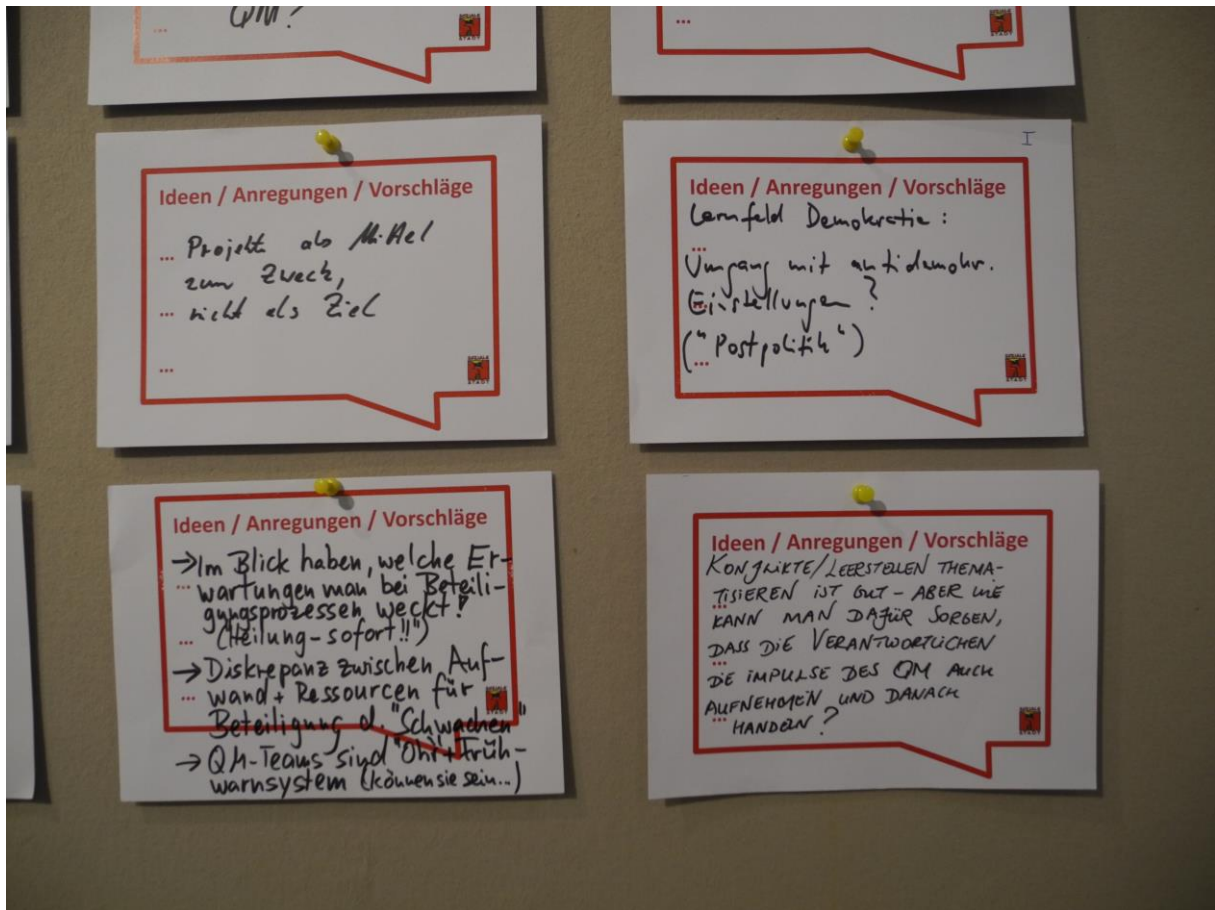 QM?
Ideen / Anregungen / Vorschläge
... Projekt als Mittel
zum Zweck,
... nicht als Ziel
...
SOZIALE
STADT
I
Ideen / Anregungen / Vorschläge
Lernfeld Demokratie:
...
Umgang mit antidemokr.
Einstellungen?
("Postpolitik")
...
SOZIALE
STADT
Ideen / Anregungen / Vorschläge
→ Im Blick haben, welche Er-
... wartungen man bei Beteili-
gungsprozessen weckt!
... (Heilung - sofort!!")
→ Diskrepanz zwischen Auf-
... wand + Ressourcen für
Beteiligung d. "Schwachen"
→ QM-Teams sind "Ohr" + Früh-
warnsystem (können sie sein...)
Ideen / Anregungen / Vorschläge
KONFLIKTE/LEERSTELLEN THEMA-
TISIEREN IST GUT - ABER WIE
...
KANN MAN DAFÜR SORGEN,
DASS DIE VERANTWORTLICHEN
...
DIE IMPULSE DES QM AUCH
AUFNEHMEN UND DANACH
... HANDELN?